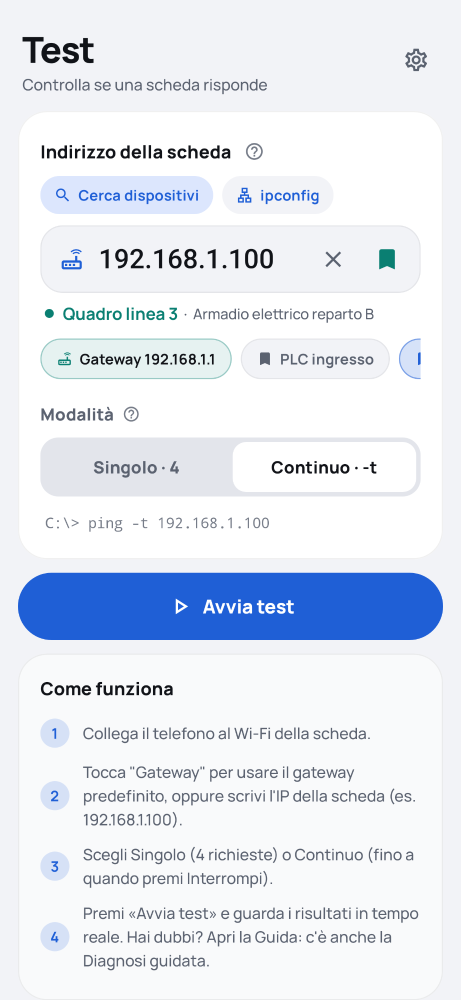 Test
Controlla se una scheda risponde
Indirizzo della scheda
Cerca dispositivi
ipconfig
192.168.1.100
Quadro linea 3 · Armadio elettrico reparto B
Gateway 192.168.1.1
PLC ingresso
Modalità
Singolo · 4
Continuo · -t
C:\> ping -t 192.168.1.100
Avvia test
Come funziona
1
Collega il telefono al Wi-Fi della scheda.
2
Tocca "Gateway" per usare il gateway
predefinito, oppure scrivi l'IP della scheda (es.
192.168.1.100).
3
Scegli Singolo (4 richieste) o Continuo (fino a
quando premi Interrompi).
4
Premi «Avvia test» e guarda i risultati in tempo
reale. Hai dubbi? Apri la Guida: c'è anche la
Diagnosi guidata.